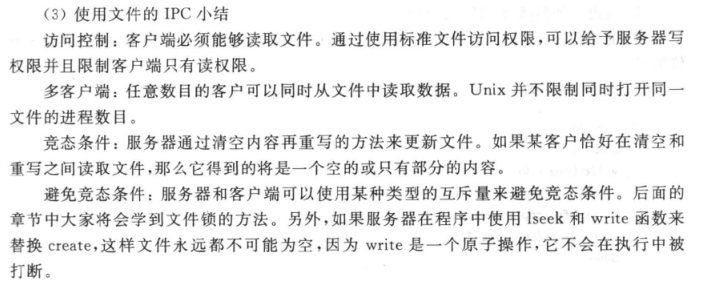 (3) 使用文件的 IPC 小结
访问控制：客户端必须能够读取文件。通过使用标准文件访问权限，可以给予服务器写
权限并且限制客户端只有读权限。
多客户端：任意数目的客户可以同时从文件中读取数据。Unix 并不限制同时打开同一
文件的进程数目。
竞态条件：服务器通过清空内容再重写的方法来更新文件。如果某客户恰好在清空和
重写之间读取文件，那么它得到的将是一个空的或只有部分的内容。
避免竞态条件：服务器和客户端可以使用某种类型的互斥量来避免竞态条件。后面的
章节中大家将会学到文件锁的方法。另外，如果服务器在程序中使用 lseek 和 write 函数来
替换 create，这样文件永远都不可能为空，因为 write 是一个原子操作，它不会在执行中被
打断。